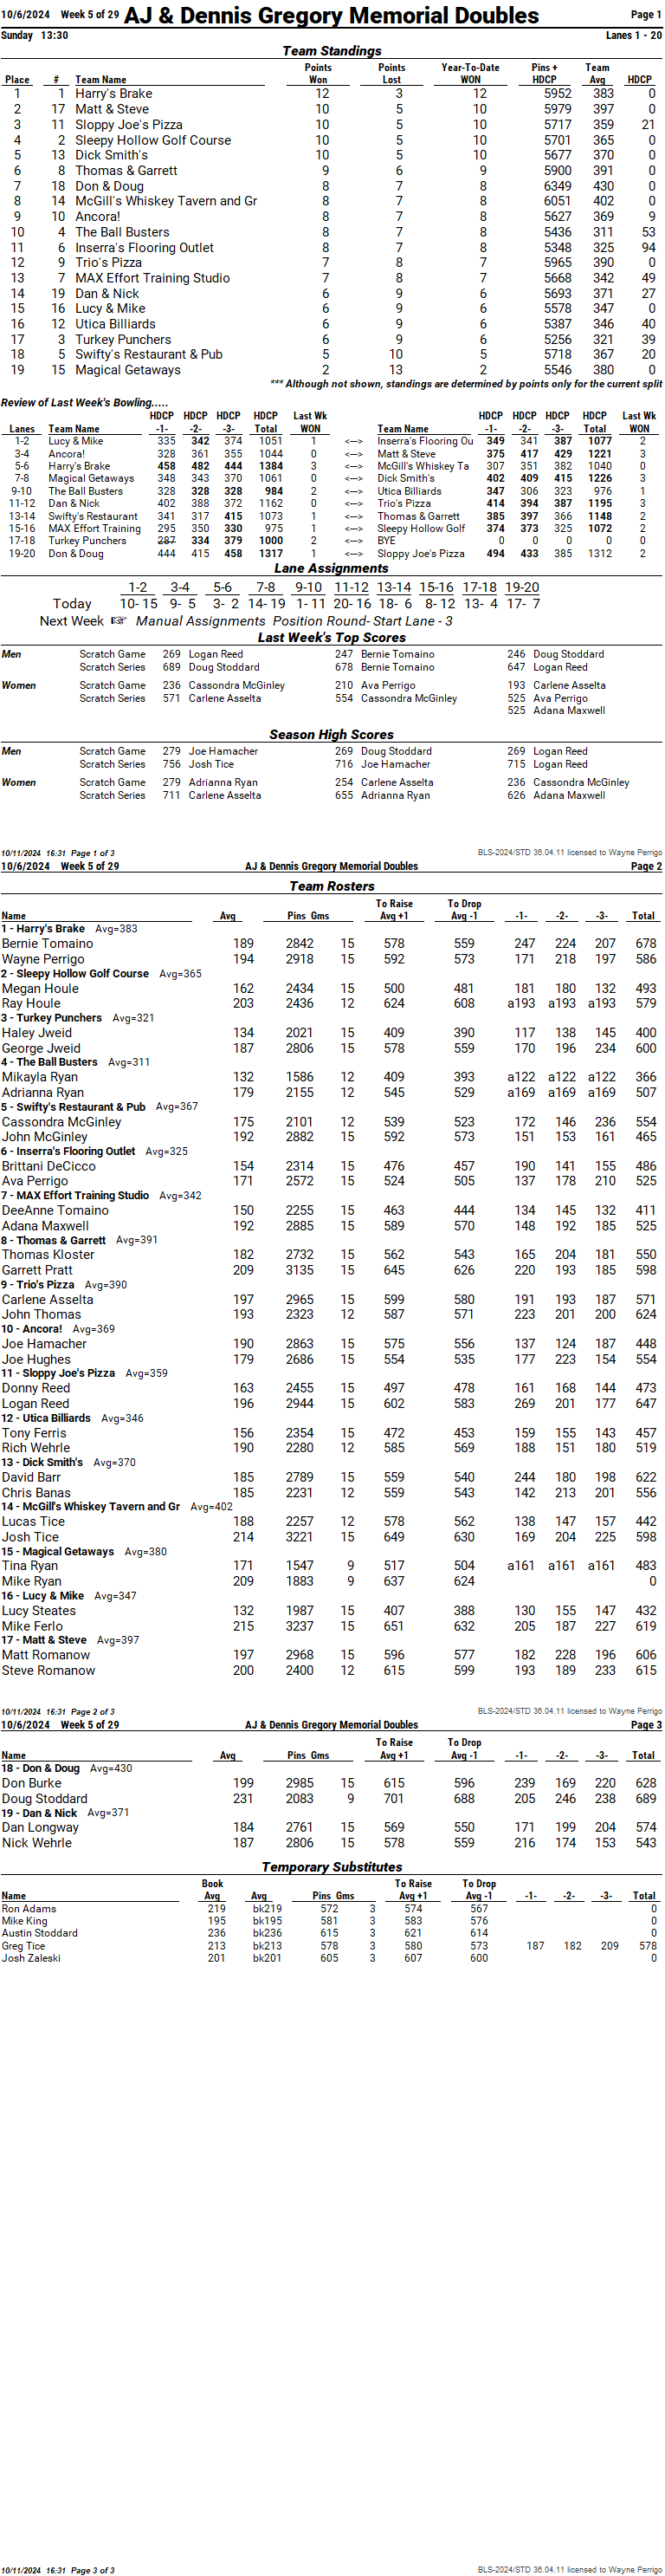 10/6/2024 Week 5 of 29 AJ & Dennis Gregory Memorial Doubles Page 1
Sunday 13:30 Lanes 1 - 20
Team Standings
Points Points Year-To-Date Pins + Team
Place # Team Name Won Lost WON HDCP Avg HDCP
1 1 Harry's Brake 12 3 12 5952 383 0
2 17 Matt & Steve 10 5 10 5979 397 0
3 11 Sloppy Joe's Pizza 10 5 10 5717 359 21
4 2 Sleepy Hollow Golf Course 10 5 10 5701 365 0
5 13 Dick Smith's 10 5 10 5677 370 0
6 8 Thomas & Garrett 9 6 9 5900 391 0
7 18 Don & Doug 8 7 8 6349 430 0
8 14 McGill's Whiskey Tavern and Gr 8 7 8 6051 402 0
9 10 Ancora! 8 7 8 5627 369 9
10 4 The Ball Busters 8 7 8 5436 311 53
11 6 Inserra's Flooring Outlet 8 7 8 5348 325 94
12 9 Trio's Pizza 7 8 7 5965 390 0
13 7 MAX Effort Training Studio 7 8 7 5668 342 49
14 19 Dan & Nick 6 9 6 5693 371 27
15 16 Lucy & Mike 6 9 6 5578 347 0
16 12 Utica Billiards 6 9 6 5387 346 40
17 3 Turkey Punchers 6 9 6 5256 321 39
18 5 Swifty's Restaurant & Pub 5 10 5 5718 367 20
19 15 Magical Getaways 2 13 2 5546 380 0
*** Although not shown, standings are determined by points only for the current split
Review of Last Week's Bowling.....
HDCP HDCP HDCP HDCP Last Wk HDCP HDCP HDCP HDCP Last Wk
Lanes Team Name -1- -2- -3- Total WON Team Name -1- -2- -3- Total WON
1-2 Lucy & Mike 335 342 374 1051 1 <---> Inserra's Flooring Ou 349 341 387 1077 2
3-4 Ancora! 328 361 355 1044 0 <---> Matt & Steve 375 417 429 1221 3
5-6 Harry's Brake 458 482 444 1384 3 <---> McGill's Whiskey Ta 307 351 382 1040 0
7-8 Magical Getaways 348 343 370 1061 0 <---> Dick Smith's 402 409 415 1226 3
9-10 The Ball Busters 328 328 328 984 2 <---> Utica Billiards 347 306 323 976 1
11-12 Dan & Nick 402 388 372 1162 0 <---> Trio's Pizza 414 394 387 1195 3
13-14 Swifty's Restaurant 341 317 415 1073 1 <---> Thomas & Garrett 385 397 366 1148 2
15-16 MAX Effort Training 295 350 330 975 1 <---> Sleepy Hollow Golf 374 373 325 1072 2
17-18 Turkey Punchers 287 334 379 1000 2 <---> BYE 0 0 0 0 0
19-20 Don & Doug 444 415 458 1317 1 <---> Sloppy Joe's Pizza 494 433 385 1312 2
Lane Assignments
1-2 3-4 5-6 7-8 9-10 11-12 13-14 15-16 17-18 19-20
Today 10- 15 9- 5 3- 2 14- 19 1- 11 20- 16 18- 6 8- 12 13- 4 17- 7
Next Week ☞ Manual Assignments Position Round- Start Lane - 3
Last Week's Top Scores
Men Scratch Game 269 Logan Reed 247 Bernie Tomaino 246 Doug Stoddard
Scratch Series 689 Doug Stoddard 678 Bernie Tomaino 647 Logan Reed
Women Scratch Game 236 Cassondra McGinley 210 Ava Perrigo 193 Carlene Asselta
Scratch Series 571 Carlene Asselta 554 Cassondra McGinley 525 Ava Perrigo
525 Adana Maxwell
Season High Scores
Men Scratch Game 279 Joe Hamacher 269 Doug Stoddard 269 Logan Reed
Scratch Series 756 Josh Tice 716 Joe Hamacher 715 Logan Reed
Women Scratch Game 279 Adrianna Ryan 254 Carlene Asselta 236 Cassondra McGinley
Scratch Series 711 Carlene Asselta 655 Adrianna Ryan 626 Adana Maxwell
10/11/2024 16:31 Page 1 of 3 BLS-2024/STD 36.04.11 licensed to Wayne Perrigo
10/6/2024 Week 5 of 29 AJ & Dennis Gregory Memorial Doubles Page 2
Team Rosters
To Raise To Drop
Name Avg Pins Gms Avg +1 Avg -1 -1- -2- -3- Total
1 - Harry's Brake Avg=383
Bernie Tomaino 189 2842 15 578 559 247 224 207 678
Wayne Perrigo 194 2918 15 592 573 171 218 197 586
2 - Sleepy Hollow Golf Course Avg=365
Megan Houle 162 2434 15 500 481 181 180 132 493
Ray Houle 203 2436 12 624 608 a193 a193 a193 579
3 - Turkey Punchers Avg=321
Haley Jweid 134 2021 15 409 390 117 138 145 400
George Jweid 187 2806 15 578 559 170 196 234 600
4 - The Ball Busters Avg=311
Mikayla Ryan 132 1586 12 409 393 a122 a122 a122 366
Adrianna Ryan 179 2155 12 545 529 a169 a169 a169 507
5 - Swifty's Restaurant & Pub Avg=367
Cassondra McGinley 175 2101 12 539 523 172 146 236 554
John McGinley 192 2882 15 592 573 151 153 161 465
6 - Inserra's Flooring Outlet Avg=325
Brittani DeCicco 154 2314 15 476 457 190 141 155 486
Ava Perrigo 171 2572 15 524 505 137 178 210 525
7 - MAX Effort Training Studio Avg=342
DeeAnne Tomaino 150 2255 15 463 444 134 145 132 411
Adana Maxwell 192 2885 15 589 570 148 192 185 525
8 - Thomas & Garrett Avg=391
Thomas Kloster 182 2732 15 562 543 165 204 181 550
Garrett Pratt 209 3135 15 645 626 220 193 185 598
9 - Trio's Pizza Avg=390
Carlene Asselta 197 2965 15 599 580 191 193 187 571
John Thomas 193 2323 12 587 571 223 201 200 624
10 - Ancora! Avg=369
Joe Hamacher 190 2863 15 575 556 137 124 187 448
Joe Hughes 179 2686 15 554 535 177 223 154 554
11 - Sloppy Joe's Pizza Avg=359
Donny Reed 163 2455 15 497 478 161 168 144 473
Logan Reed 196 2944 15 602 583 269 201 177 647
12 - Utica Billiards Avg=346
Tony Ferris 156 2354 15 472 453 159 155 143 457
Rich Wehrle 190 2280 12 585 569 188 151 180 519
13 - Dick Smith's Avg=370
David Barr 185 2789 15 559 540 244 180 198 622
Chris Banas 185 2231 12 559 543 142 213 201 556
14 - McGill's Whiskey Tavern and Gr Avg=402
Lucas Tice 188 2257 12 578 562 138 147 157 442
Josh Tice 214 3221 15 649 630 169 204 225 598
15 - Magical Getaways Avg=380
Tina Ryan 171 1547 9 517 504 a161 a161 a161 483
Mike Ryan 209 1883 9 637 624 0
16 - Lucy & Mike Avg=347
Lucy Steates 132 1987 15 407 388 130 155 147 432
Mike Ferlo 215 3237 15 651 632 205 187 227 619
17 - Matt & Steve Avg=397
Matt Romanow 197 2968 15 596 577 182 228 196 606
Steve Romanow 200 2400 12 615 599 193 189 233 615
10/11/2024 16:31 Page 2 of 3 BLS-2024/STD 36.04.11 licensed to Wayne Perrigo
10/6/2024 Week 5 of 29 AJ & Dennis Gregory Memorial Doubles Page 3
To Raise To Drop
Name Avg Pins Gms Avg +1 Avg -1 -1- -2- -3- Total
18 - Don & Doug Avg=430
Don Burke 199 2985 15 615 596 239 169 220 628
Doug Stoddard 231 2083 9 701 688 205 246 238 689
19 - Dan & Nick Avg=371
Dan Longway 184 2761 15 569 550 171 199 204 574
Nick Wehrle 187 2806 15 578 559 216 174 153 543
Temporary Substitutes
Book To Raise To Drop
Name Avg Avg Pins Gms Avg +1 Avg -1 -1- -2- -3- Total
Ron Adams 219 bk219 572 3 574 567 0
Mike King 195 bk195 581 3 583 576 0
Austin Stoddard 236 bk236 615 3 621 614 0
Greg Tice 213 bk213 578 3 580 573 187 182 209 578
Josh Zaleski 201 bk201 605 3 607 600 0
10/11/2024 16:31 Page 3 of 3 BLS-2024/STD 36.04.11 licensed to Wayne Perrigo